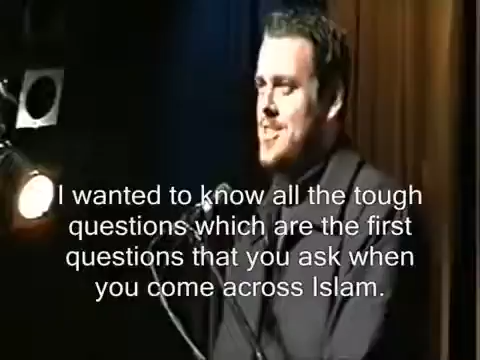 I wanted to know all the tough
questions which are the first
questions that you ask when
you come across Islam.